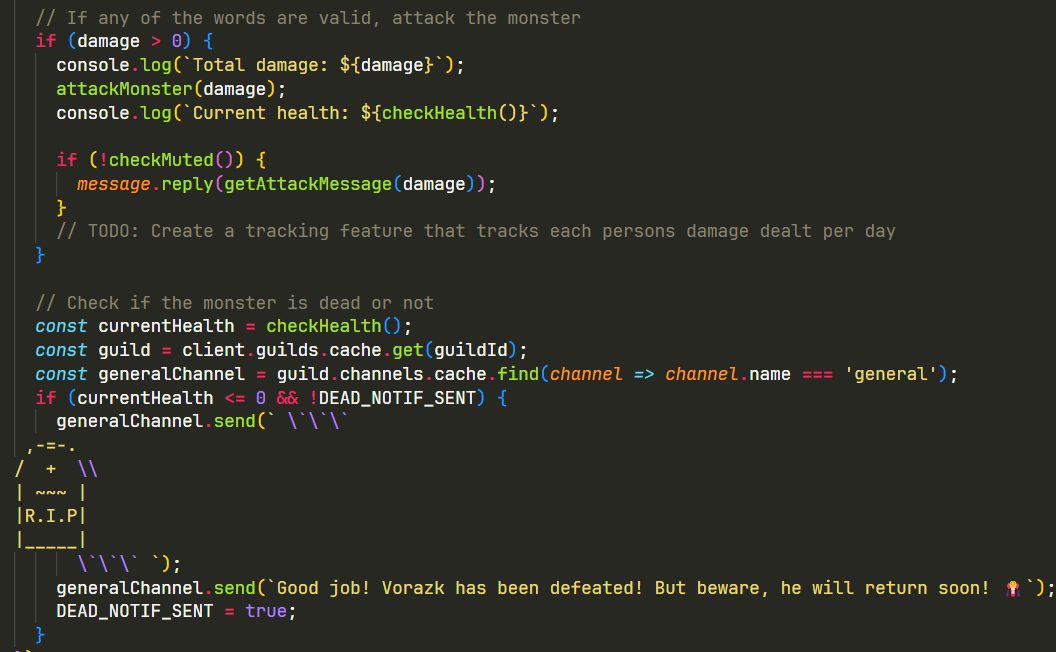 // If any of the words are valid, attack the monster
if (damage > 0) {
console.log(`Total damage: ${damage}`);
attackMonster(damage);
console.log(`Current health: ${checkHealth()}`);
if (!checkMuted()) {
message.reply(getAttackMessage(damage));
}
// TODO: Create a tracking feature that tracks each persons damage dealt per day
}
// Check if the monster is dead or not
const currentHealth = checkHealth();
const guild = client.guilds.cache.get(guildId);
const generalChannel = guild.channels.cache.find(channel => channel.name === 'general');
if (currentHealth <= 0 && !DEAD_NOTIF_SENT) {
generalChannel.send(` \`\`\`
,-=-.
/  +  \\
| ~~~ |
|R.I.P|
|_____|
\`\`\` `);
generalChannel.send(`Good job! Vorazk has been defeated! But beware, he will return soon! `);
DEAD_NOTIF_SENT = true;
}